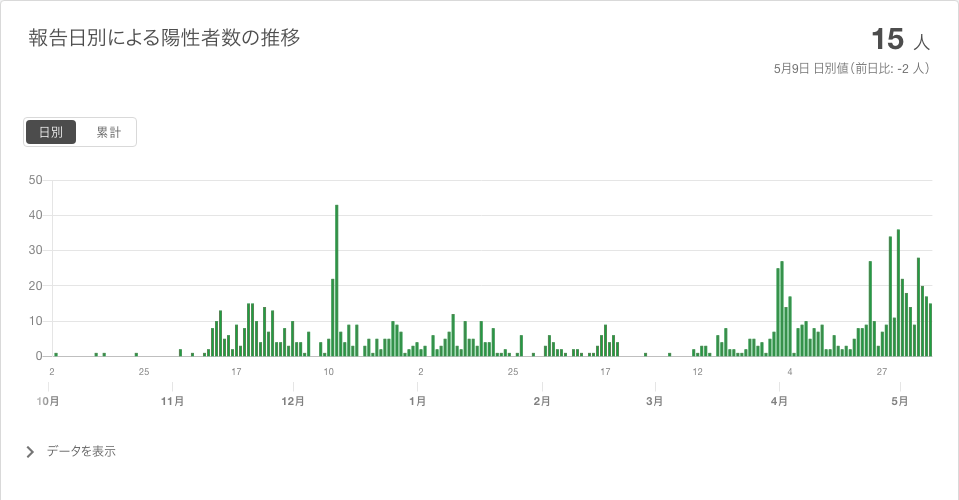 報告日別による陽性者数の推移
15 人
5月9日 日別値（前日比: -2 人）
日別 累計
50
40
30
20
10
0
2 25 17 10 2 25 17 12 4 27
10月 11月 12月 1月 2月 3月 4月 5月
データを表示